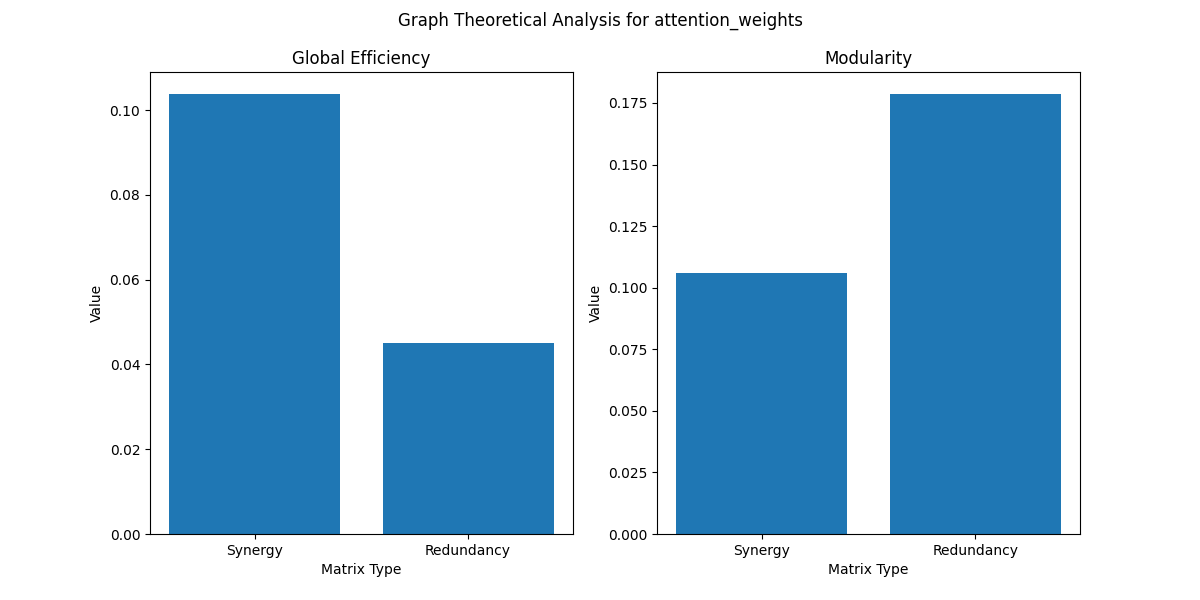 Graph Theoretical Analysis for attention_weights
Global Efficiency
Value
0.10
0.08
0.06
0.04
0.02
0.00
Synergy
Redundancy
Matrix Type
Modularity
Value
0.175
0.150
0.125
0.100
0.075
0.050
0.025
0.000
Synergy
Redundancy
Matrix Type